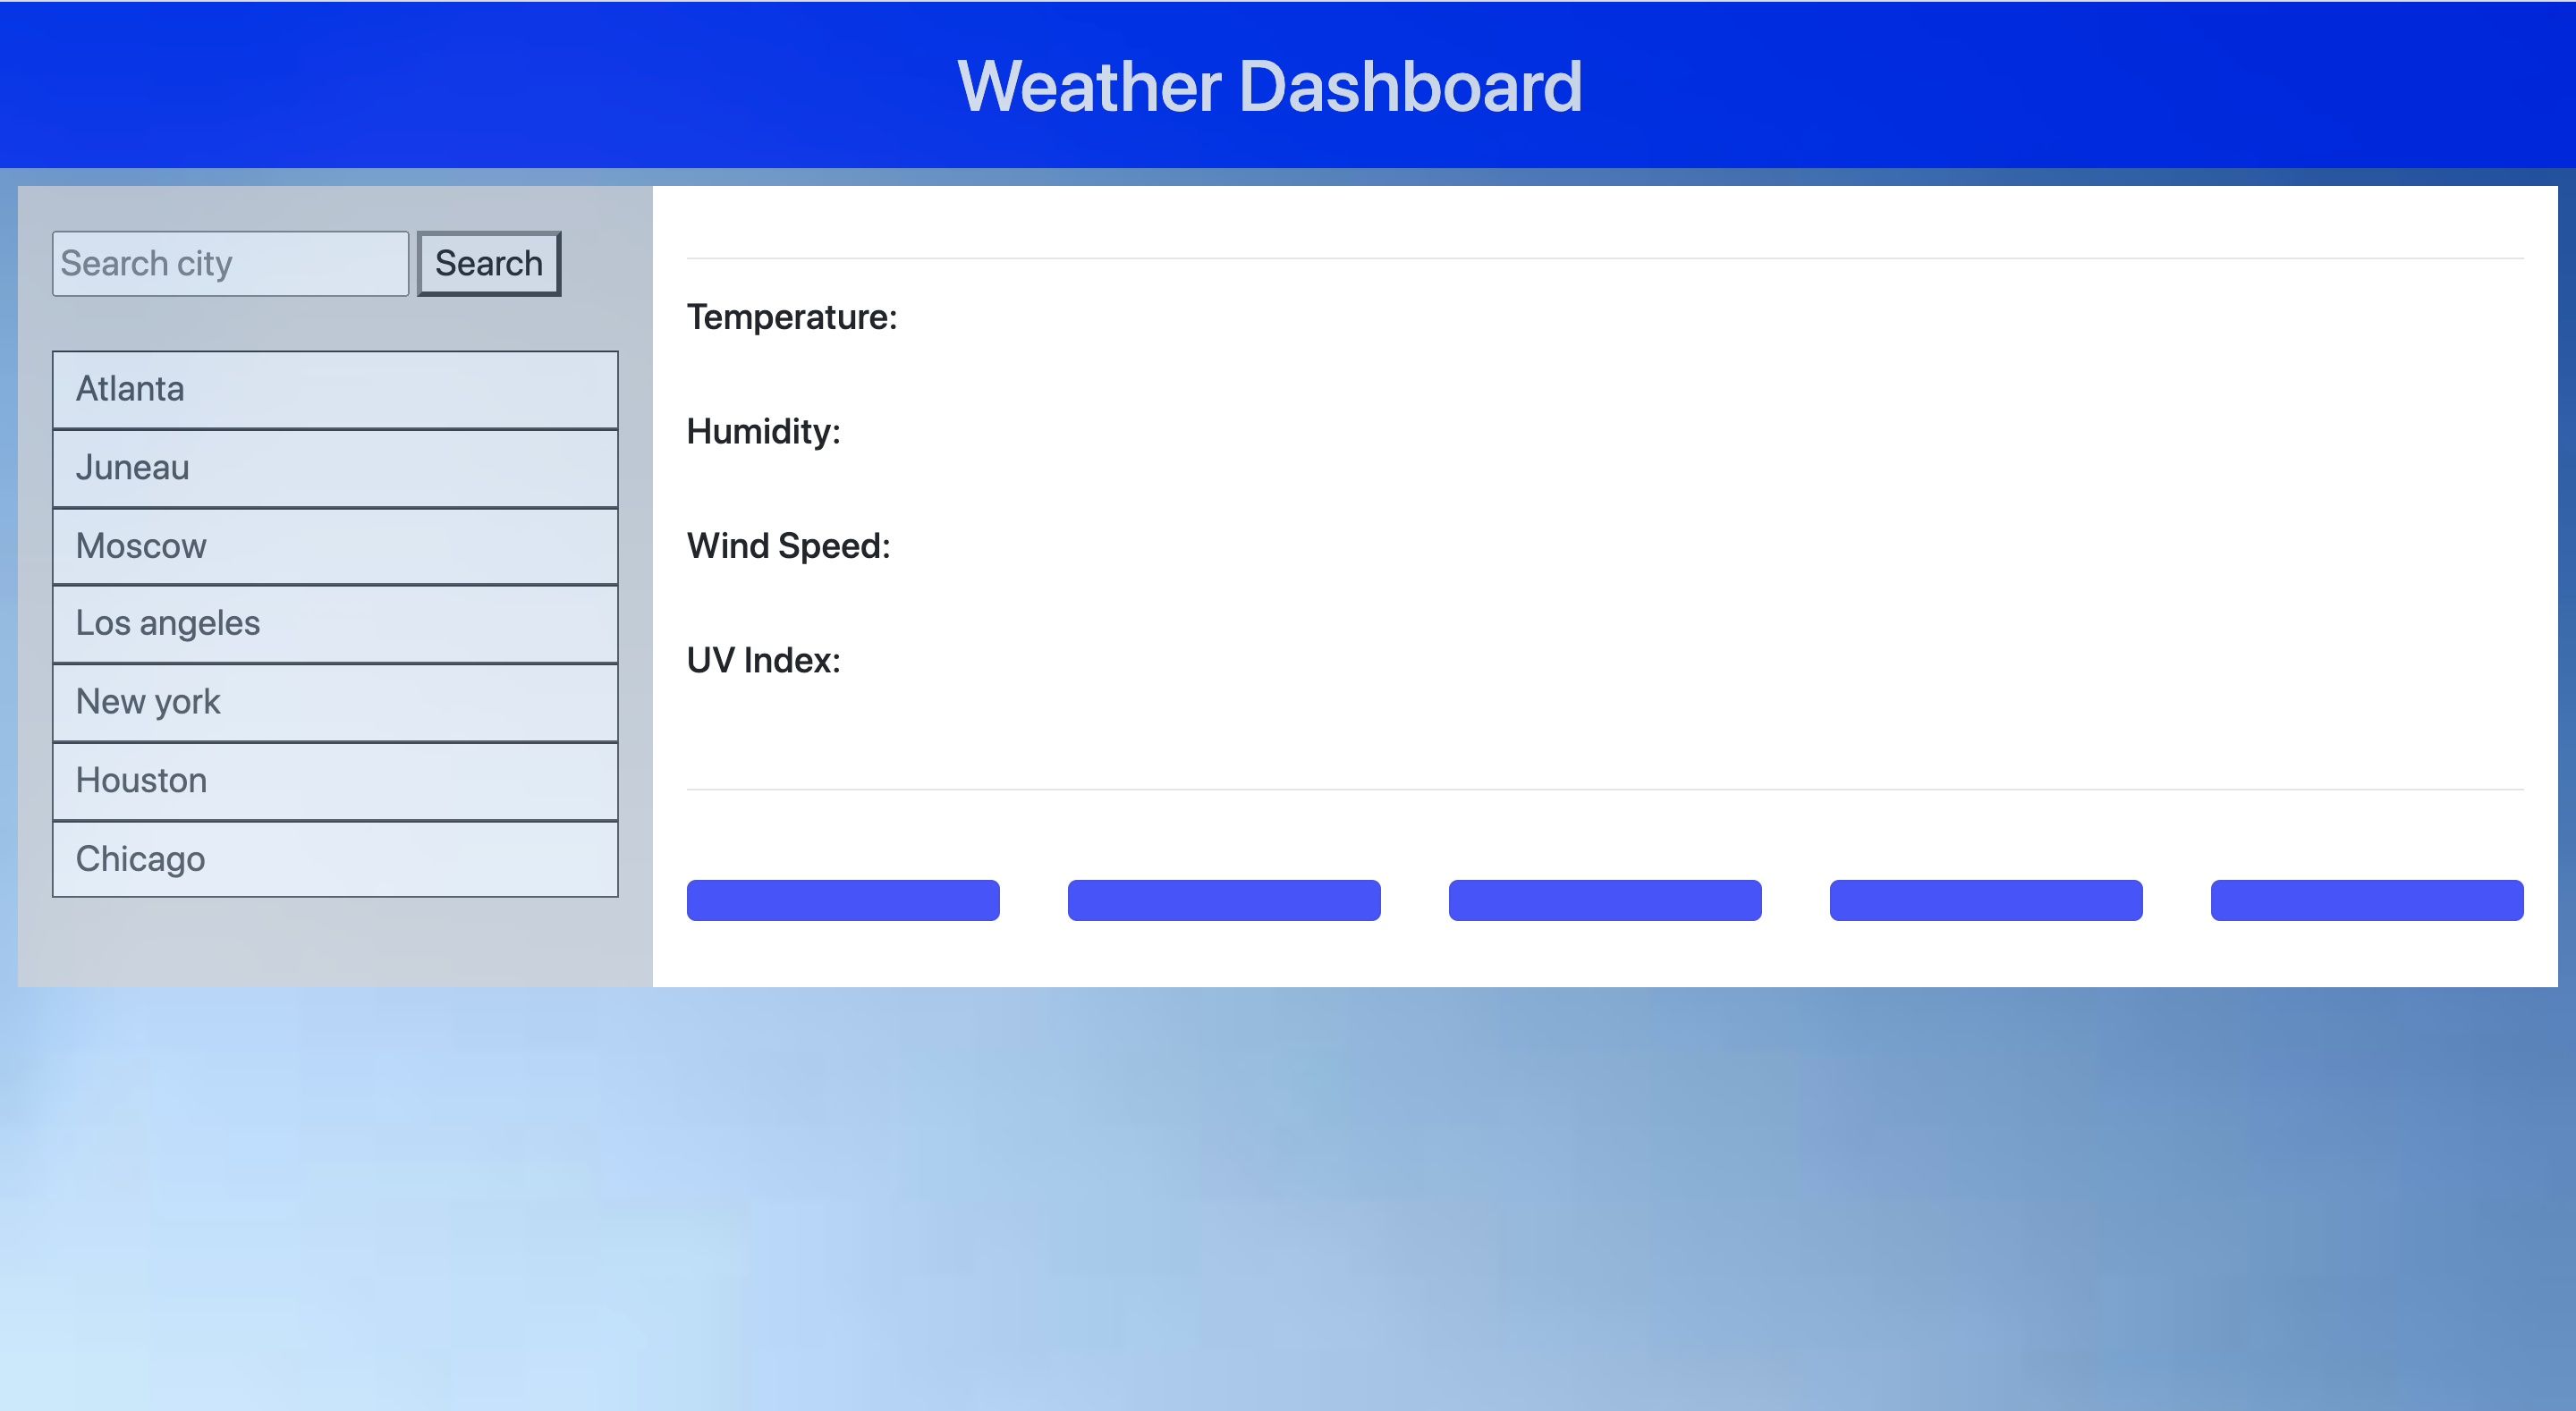 Weather Dashboard
Search city
Search
Atlanta
Juneau
Moscow
Los angeles
New york
Houston
Chicago
Temperature:
Humidity:
Wind Speed:
UV Index: